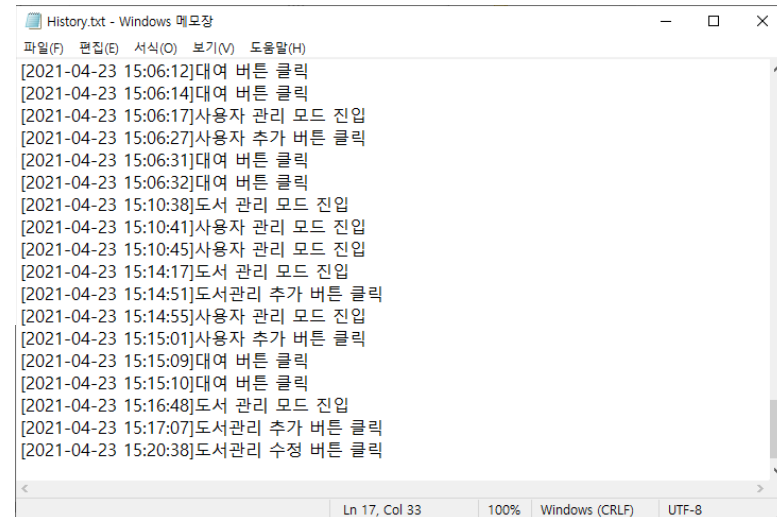 History.txt - Windows 메모장
파일(F) 편집(E) 서식(O) 보기(V) 도움말(H)
[2021-04-23 15:06:12]대여 버튼 클릭
[2021-04-23 15:06:14]대여 버튼 클릭
[2021-04-23 15:06:17]사용자 관리 모드 진입
[2021-04-23 15:06:27]사용자 추가 버튼 클릭
[2021-04-23 15:06:31]대여 버튼 클릭
[2021-04-23 15:06:32]대여 버튼 클릭
[2021-04-23 15:10:38]도서 관리 모드 진입
[2021-04-23 15:10:41]사용자 관리 모드 진입
[2021-04-23 15:10:45]사용자 관리 모드 진입
[2021-04-23 15:14:17]도서 관리 모드 진입
[2021-04-23 15:14:51]도서관리 추가 버튼 클릭
[2021-04-23 15:14:55]사용자 관리 모드 진입
[2021-04-23 15:15:01]사용자 추가 버튼 클릭
[2021-04-23 15:15:09]대여 버튼 클릭
[2021-04-23 15:15:10]대여 버튼 클릭
[2021-04-23 15:16:48]도서 관리 모드 진입
[2021-04-23 15:17:07]도서관리 추가 버튼 클릭
[2021-04-23 15:20:38]도서관리 수정 버튼 클릭
Ln 17, Col 33 100% Windows (CRLF) UTF-8